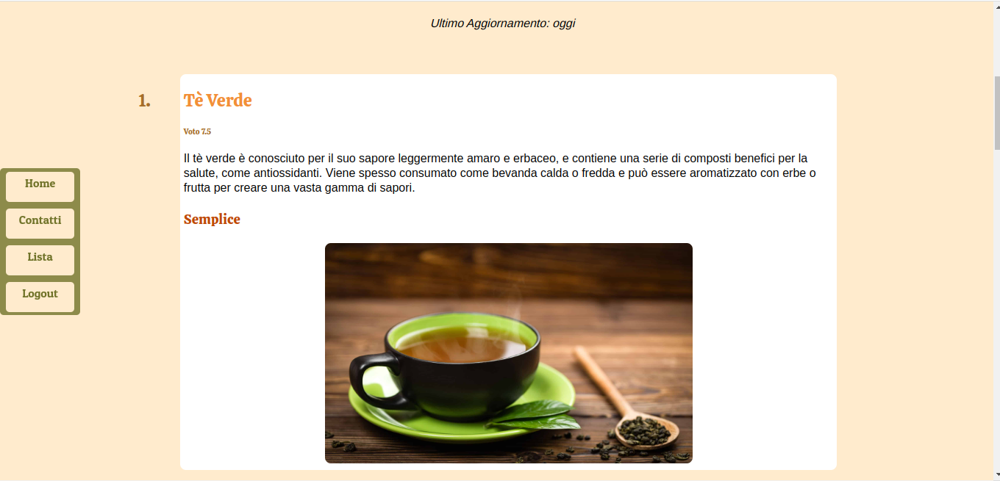 Ultimo Aggiornamento: oggi
1. Tè Verde
Voto 7.5
Il tè verde è conosciuto per il suo sapore leggermente amaro e erbaceo, e contiene una serie di composti benefici per la
salute, come antiossidanti. Viene spesso consumato come bevanda calda o fredda e può essere aromatizzato con erbe o
frutta per creare una vasta gamma di sapori.
Semplice
Home
Contatti
Lista
Logout